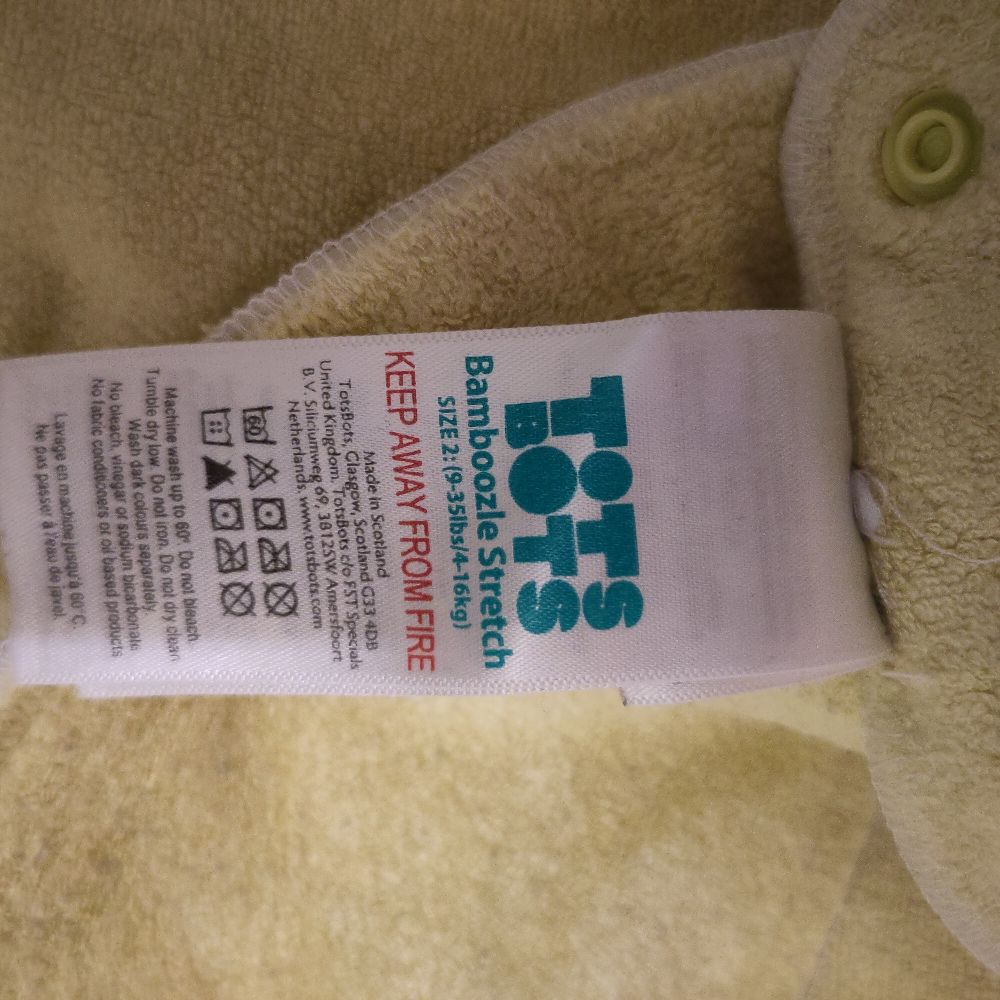 TOTS
BOTS
Bamboozle Stretch
SIZE 2: (9-35lbs/4-16kg)
KEEP AWAY FROM FIRE
Made in Scotland
TotsBots, Glasgow, Scotland G33 4DB
United Kingdom. TotsBots c/o FST Specials
B.V. Siliciumweg 69, 3812SW Amersfoort
Netherlands. www.totsbots.com
60
Machine wash up to 60° Do not bleach
Tumble dry low. Do not iron. Do not dry clean
Wash dark colours separately
No bleach, vinegar or sodium bicarbonate
No fabric conditioners or oil based products
Lavage en machine jusqu'à 60°C.
Ne pas passer à l'eau de javel.